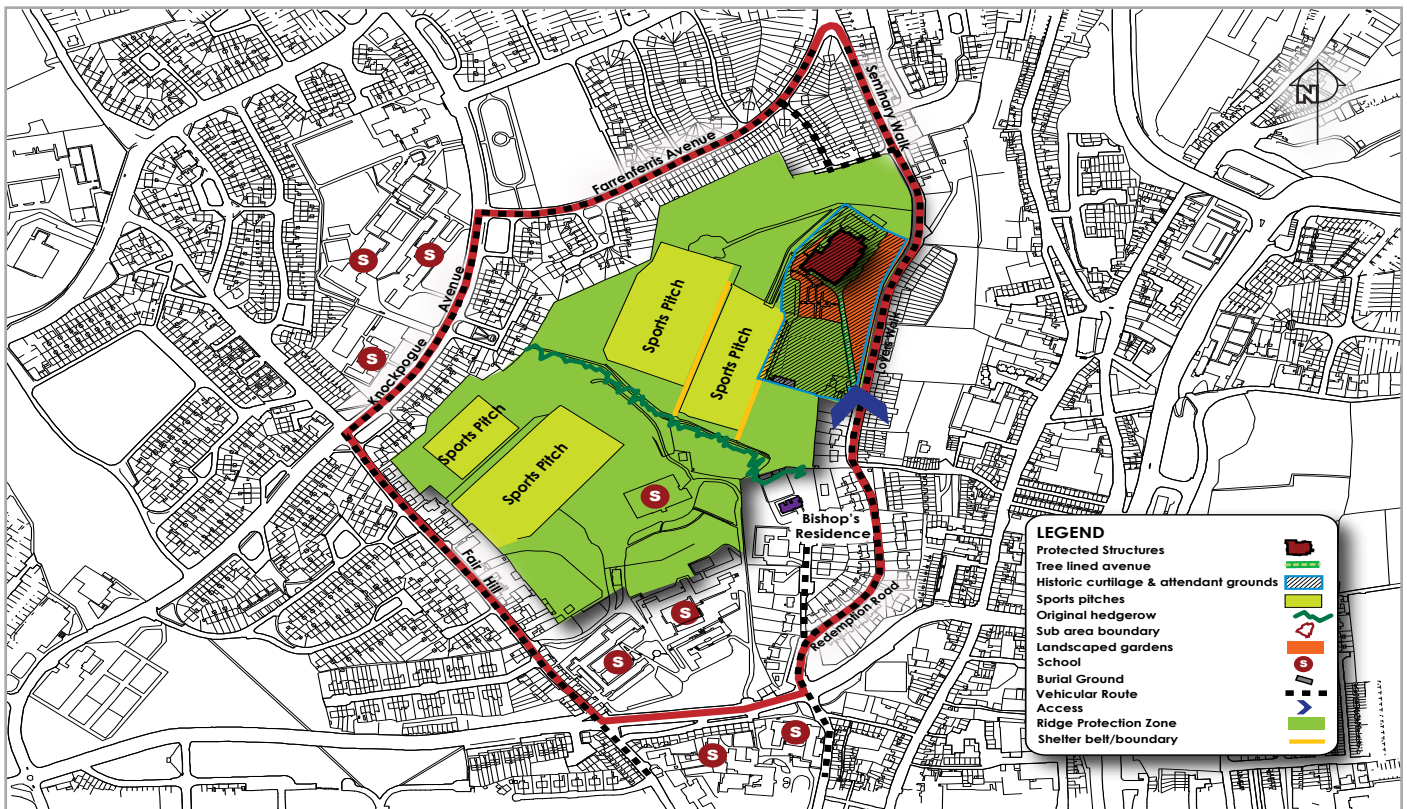 Seminary Walk
N
Farrenferris Avenue
S
S
Knockpogue Avenue
S
Sports Pitch
Sports Pitch
Lovers Walk
Sports Pitch
Sports Pitch
S
Bishop's
Residence
Fair Hill
S
S
Redemption Road
S
S
LEGEND
Protected Structures
Tree lined avenue
Historic curtilage & attendant grounds
Sports pitches
Original hedgerow
Sub area boundary
Landscaped gardens
School
S
Burial Ground
Vehicular Route
Access
Ridge Protection Zone
Shelter belt/boundary